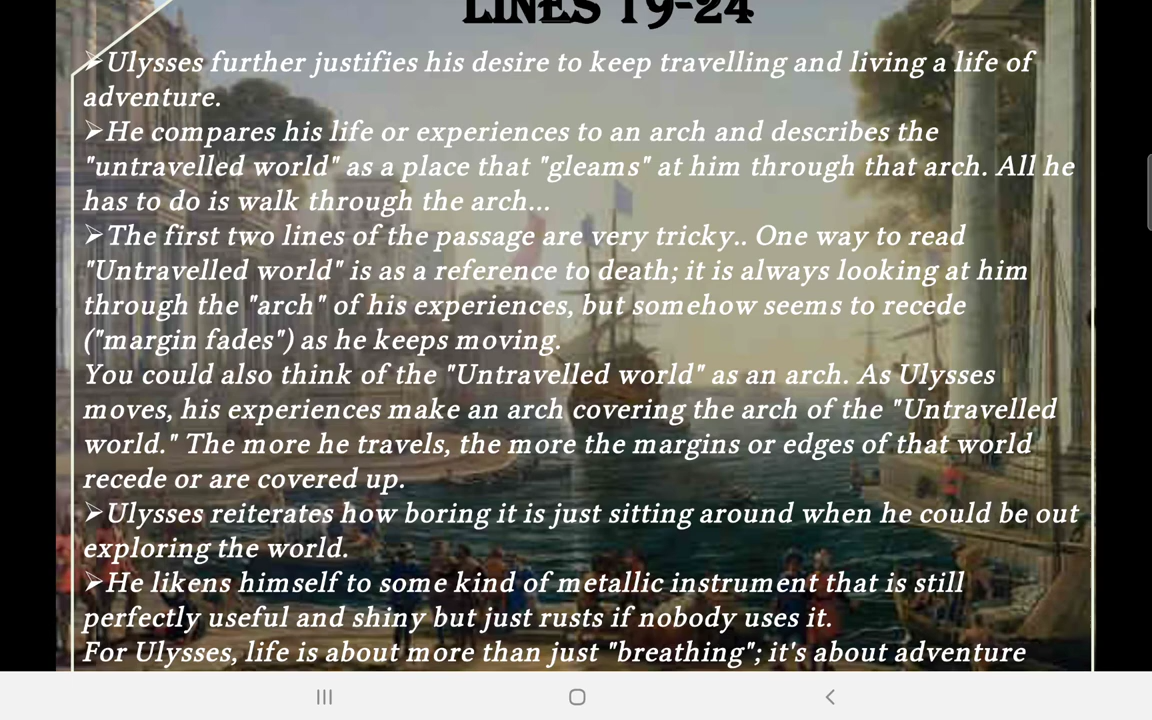 LINES 19-24
➢Ulysses further justifies his desire to keep travelling and living a life of
adventure.
➢He compares his life or experiences to an arch and describes the
"untravelled world" as a place that "gleams" at him through that arch. All he
has to do is walk through the arch...
➢The first two lines of the passage are very tricky.. One way to read
"Untravelled world" is as a reference to death; it is always looking at him
through the "arch" of his experiences, but somehow seems to recede
("margin fades") as he keeps moving.
You could also think of the "Untravelled world" as an arch. As Ulysses
moves, his experiences make an arch covering the arch of the "Untravelled
world." The more he travels, the more the margins or edges of that world
recede or are covered up.
➢Ulysses reiterates how boring it is just sitting around when he could be out
exploring the world.
➢He likens himself to some kind of metallic instrument that is still
perfectly useful and shiny but just rusts if nobody uses it.
For Ulysses, life is about more than just "breathing"; it's about adventure